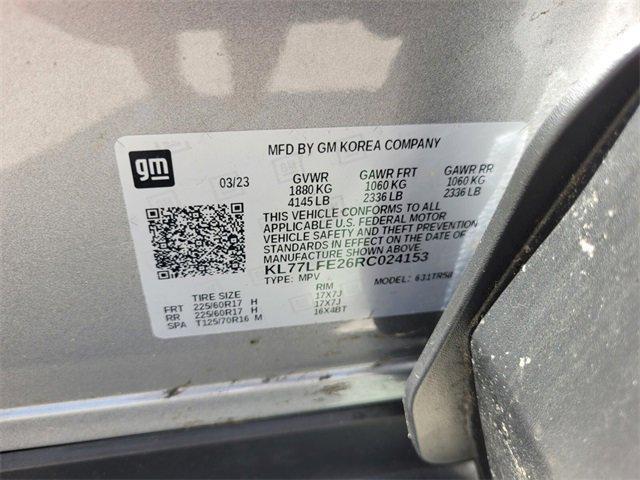 MFD BY GM KOREA COMPANY
gm
03/23
GVWR GAWR FRT GAWR RR
1880 KG 1060 KG 1060 KG
4145 LB 2336 LB 2336 LB
THIS VEHICLE CONFORMS TO ALL
APPLICABLE U.S. FEDERAL MOTOR
VEHICLE SAFETY AND THEFT PREVENTION
STANDARDS IN EFFECT ON THE DATE OF
MANUFACTURE SHOWN ABOVE.
KL77LFE26RC024153
TYPE: MPV MODEL: 631TR58
TIRE SIZE RIM
FRT 225/60R17 H 17X7J
RR 225/60R17 H 17X7J
SPA T125/70R16 M 16X4BT